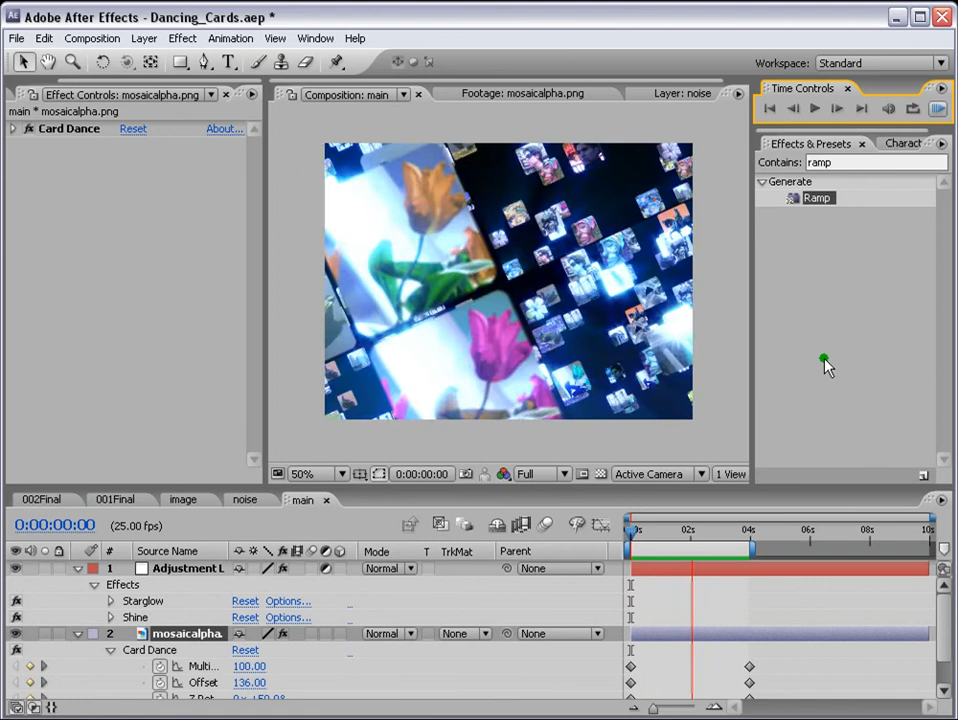 Adobe After Effects - Dancing_Cards.aep *
File Edit Composition Layer Effect Animation View Window Help
Workspace: Standard
Effect Controls: mosaicalpha.png
main * mosaicalpha.png
Card Dance Reset About...
Composition: main
Footage: mosaicalpha.png
Layer: noise
Time Controls
Effects & Presets
Charact
Contains: ramp
Generate
Ramp
50%
0:00:00:00
Full
Active Camera
1 View
002Final 001Final image noise main
0:00:00:00 (25.00 fps)
# Source Name Mode T TrkMat Parent
02s 04s 06s 08s 10s
1 Adjustment L Normal None
Effects
Starglow Reset Options...
Shine Reset Options...
2 mosaicalpha. Normal None None
Card Dance Reset
Multi... 100.00
Offset 136.00